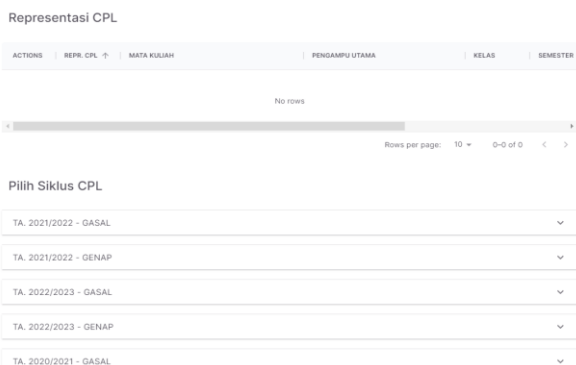 Representasi CPL
ACTIONS REPR. CPL ↑ MATA KULIAH PENGAMPU UTAMA KELAS SEMESTER
No rows
Rows per page: 10 0–0 of 0
Pilih Siklus CPL
TA. 2021/2022 - GASAL
TA. 2021/2022 - GENAP
TA. 2022/2023 - GASAL
TA. 2022/2023 - GENAP
TA. 2020/2021 - GASAL